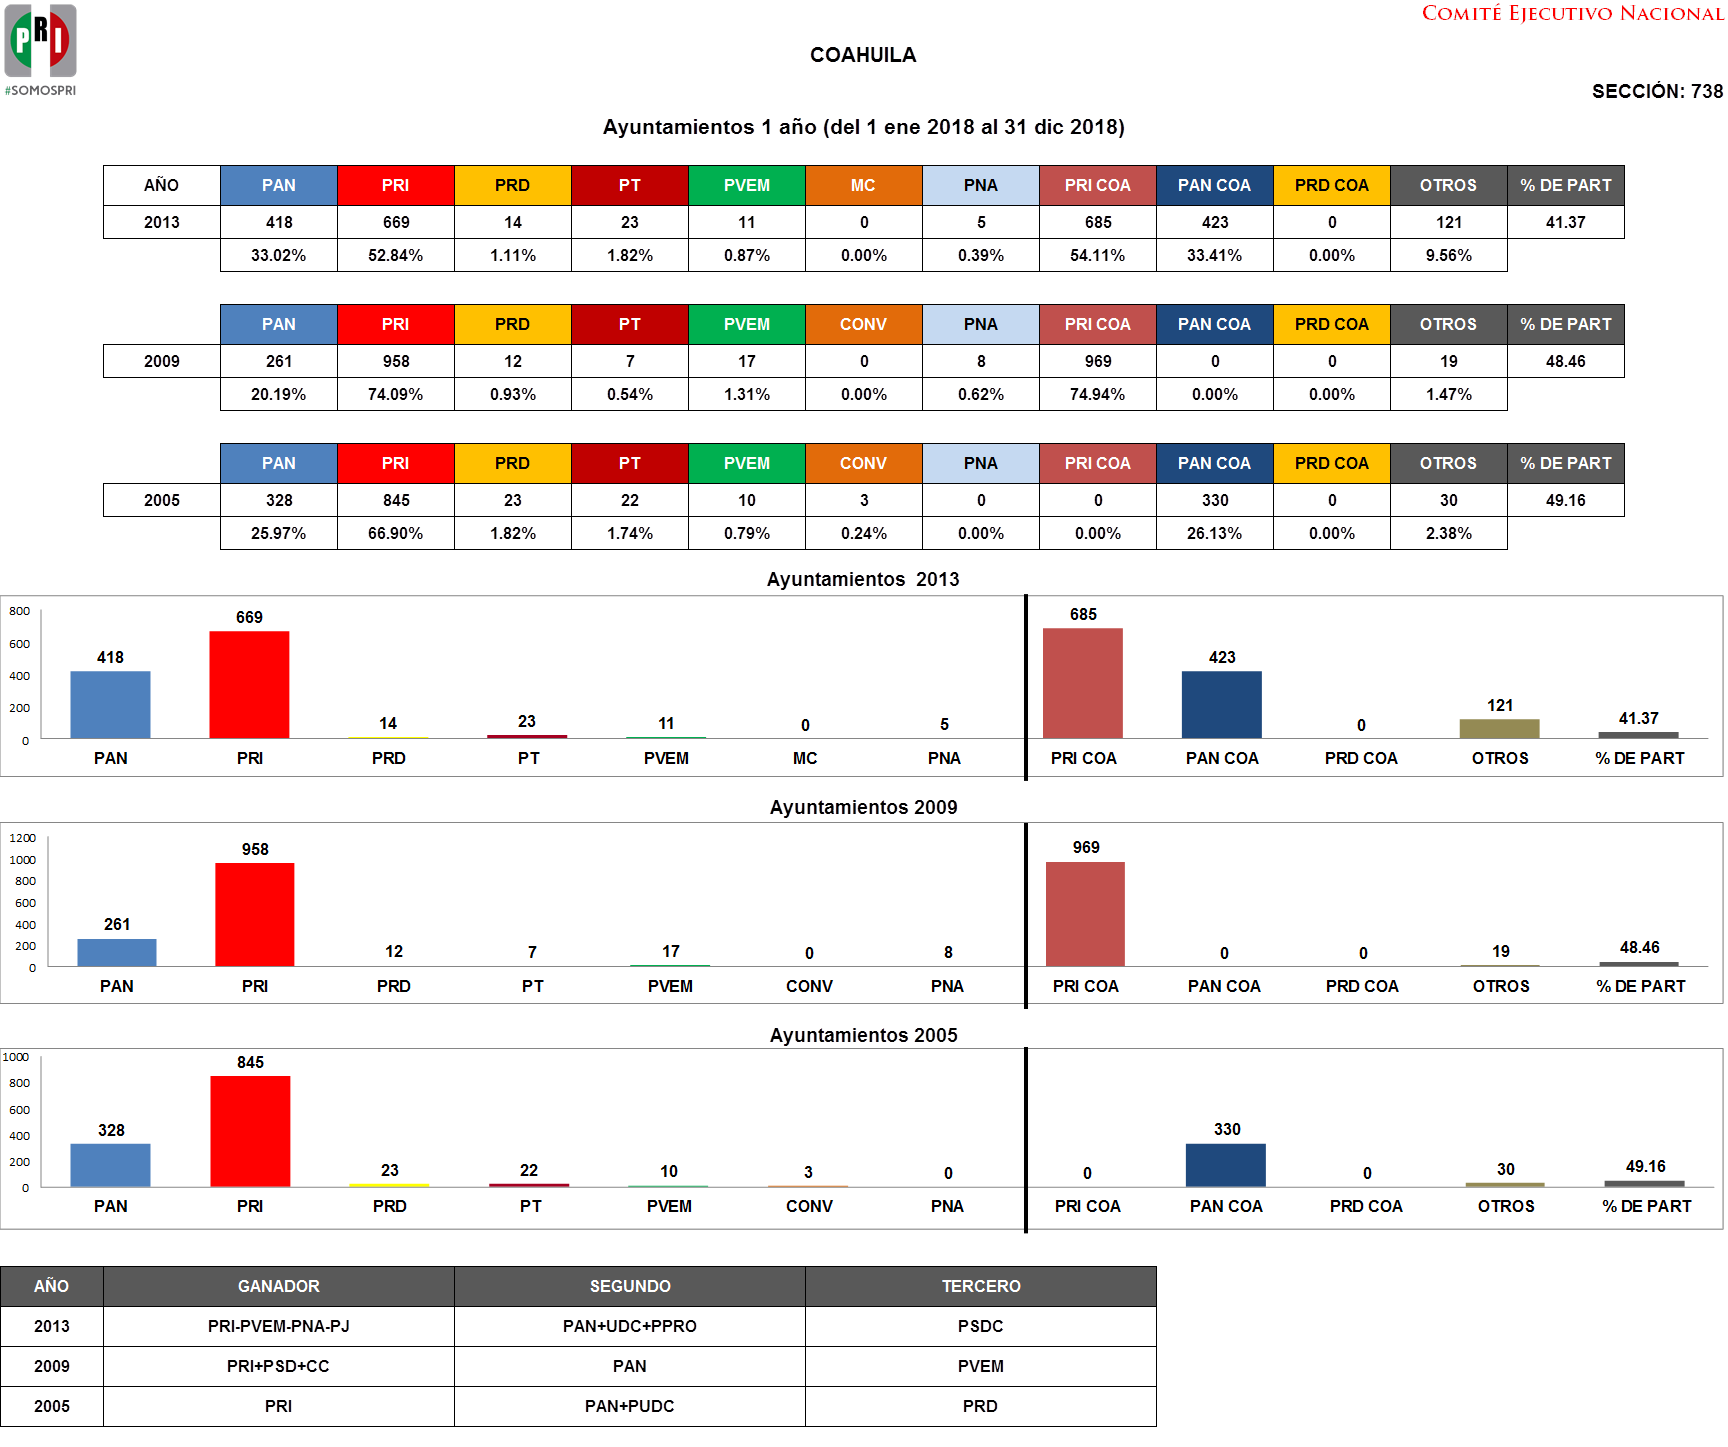 COMITÉ EJECUTIVO NACIONAL
PRI
#SOMOSPRI
COAHUILA
SECCIÓN: 738
Ayuntamientos 1 año (del 1 ene 2018 al 31 dic 2018)
AÑO PAN PRI PRD PT PVEM MC PNA PRI COA PAN COA PRD COA OTROS % DE PART
2013 418 669 14 23 11 0 5 685 423 0 121 41.37
33.02% 52.84% 1.11% 1.82% 0.87% 0.00% 0.39% 54.11% 33.41% 0.00% 9.56%
PAN PRI PRD PT PVEM CONV PNA PRI COA PAN COA PRD COA OTROS % DE PART
2009 261 958 12 7 17 0 8 969 0 0 19 48.46
20.19% 74.09% 0.93% 0.54% 1.31% 0.00% 0.62% 74.94% 0.00% 0.00% 1.47%
PAN PRI PRD PT PVEM CONV PNA PRI COA PAN COA PRD COA OTROS % DE PART
2005 328 845 23 22 10 3 0 0 330 0 30 49.16
25.97% 66.90% 1.82% 1.74% 0.79% 0.24% 0.00% 0.00% 26.13% 0.00% 2.38%
Ayuntamientos 2013
800
600
400
200
0
418 669 14 23 11 0 5 685 423 0 121 41.37
PAN PRI PRD PT PVEM MC PNA PRI COA PAN COA PRD COA OTROS % DE PART
Ayuntamientos 2009
1200
1000
800
600
400
200
0
261 958 12 7 17 0 8 969 0 0 19 48.46
PAN PRI PRD PT PVEM CONV PNA PRI COA PAN COA PRD COA OTROS % DE PART
Ayuntamientos 2005
1000
800
600
400
200
0
328 845 23 22 10 3 0 0 330 0 30 49.16
PAN PRI PRD PT PVEM CONV PNA PRI COA PAN COA PRD COA OTROS % DE PART
AÑO GANADOR SEGUNDO TERCERO
2013 PRI-PVEM-PNA-PJ PAN+UDC+PPRO PSDC
2009 PRI+PSD+CC PAN PVEM
2005 PRI PAN+PUDC PRD